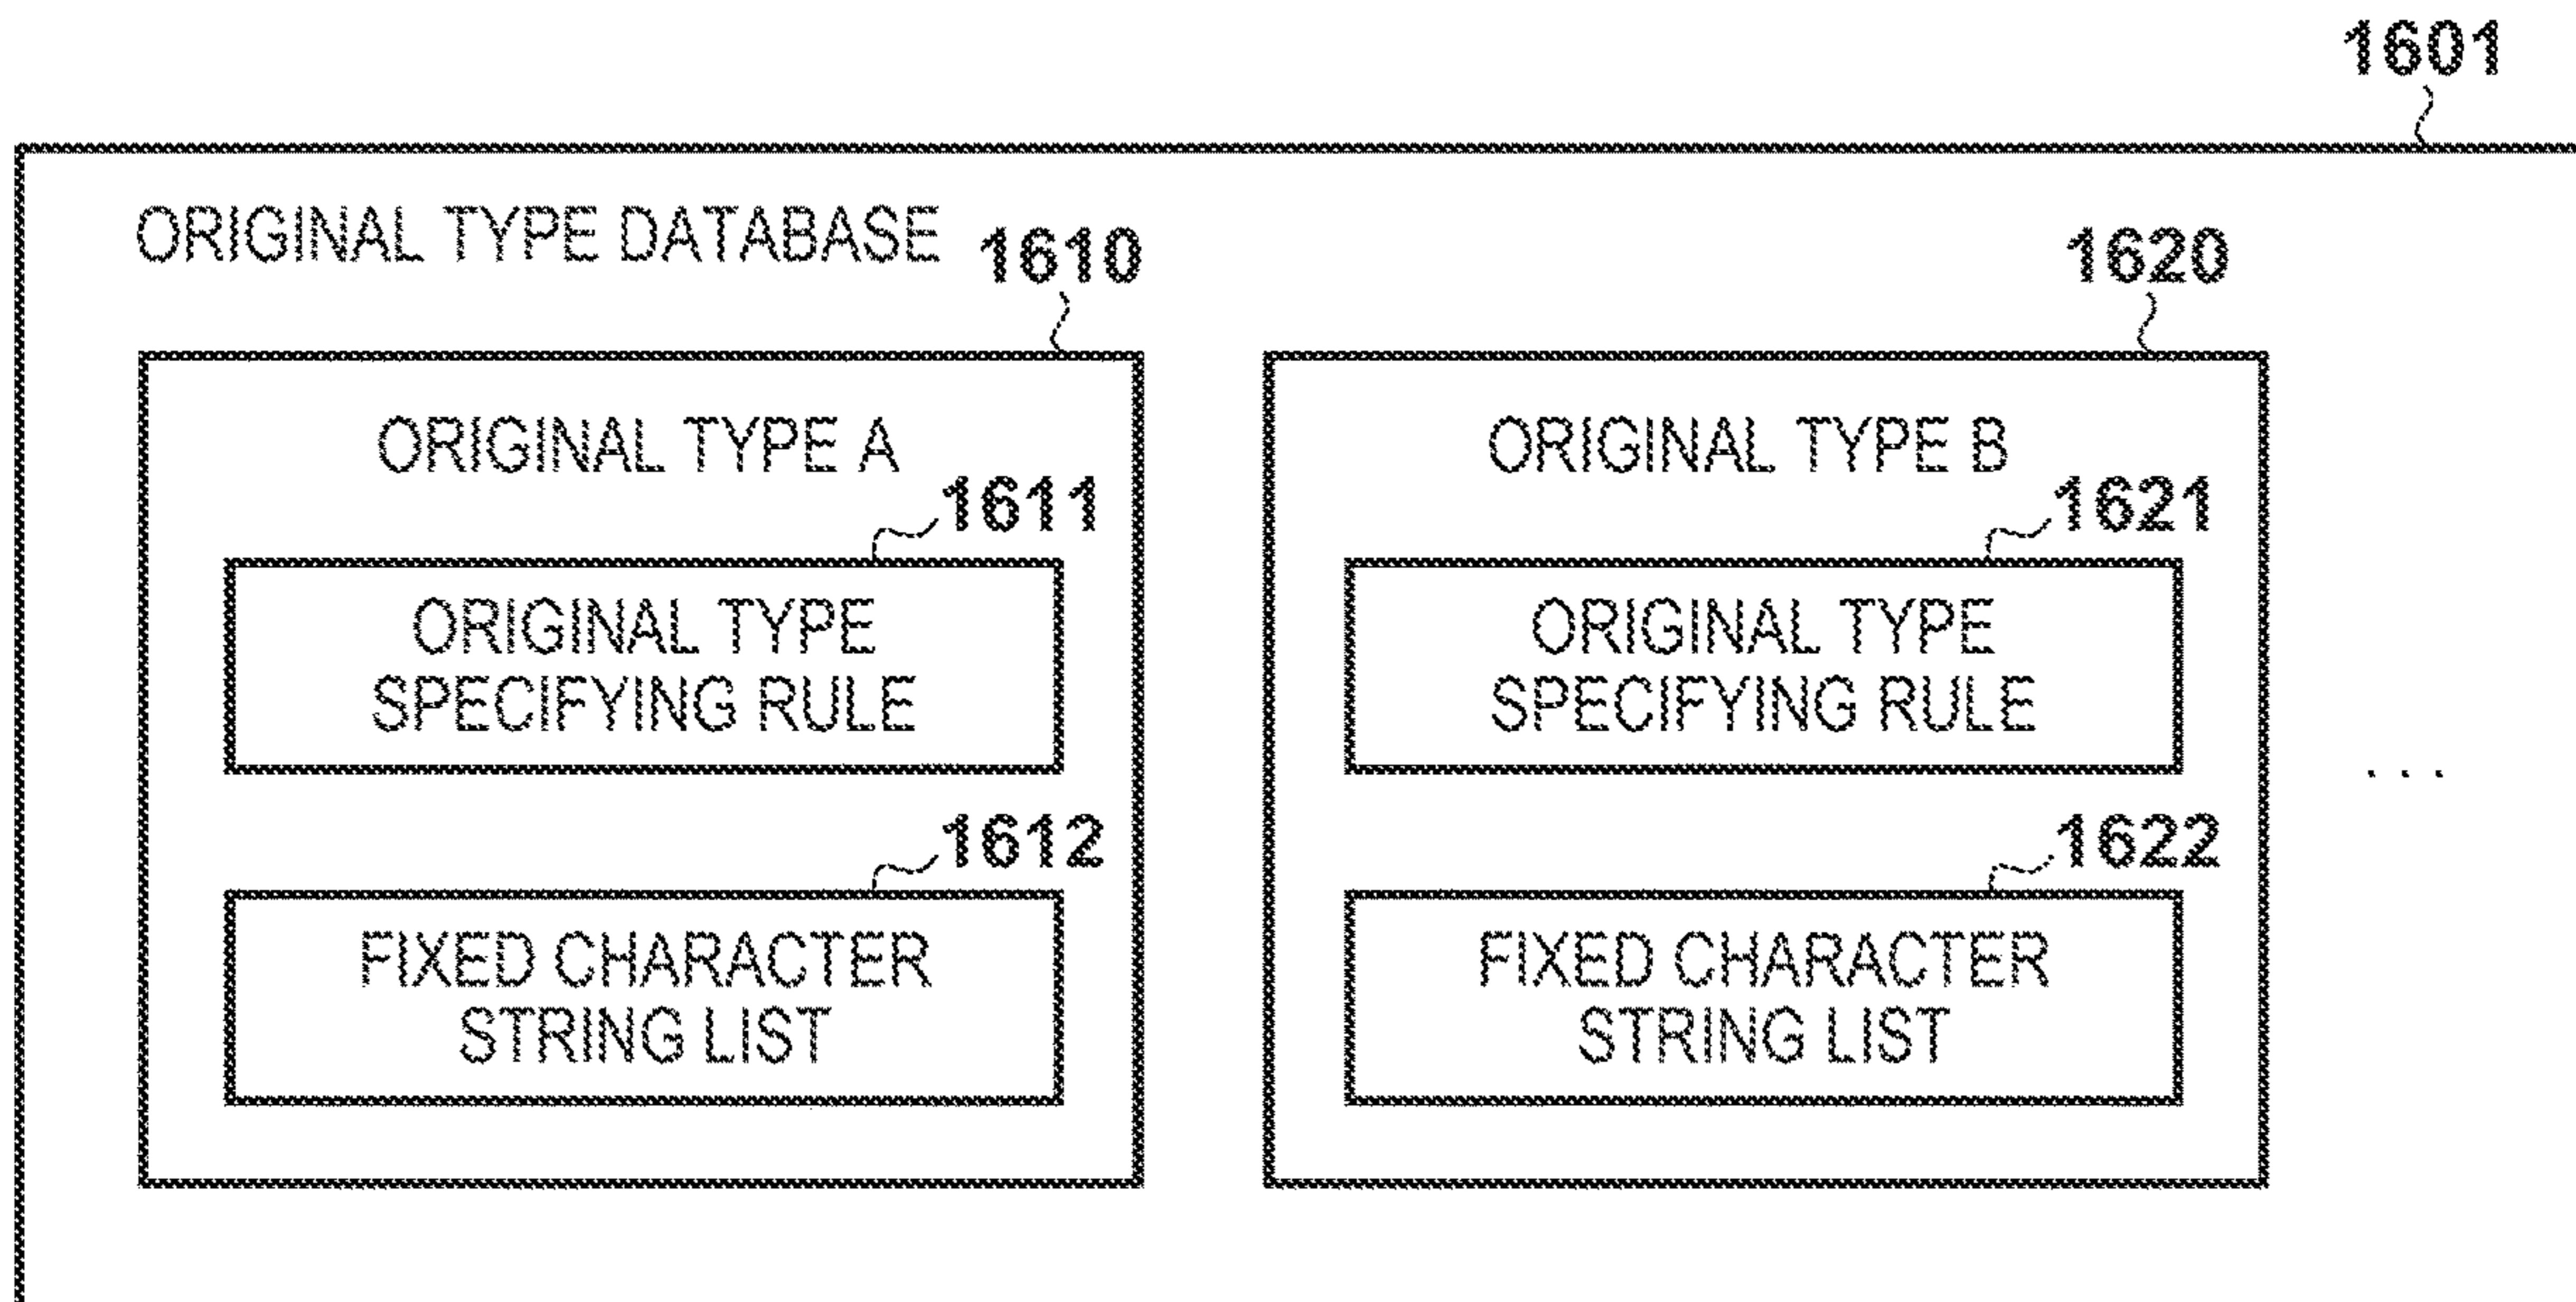 1601
ORIGINAL TYPE DATABASE
1610
1620
ORIGINAL TYPE A
1611
ORIGINAL TYPE
SPECIFYING RULE
1612
FIXED CHARACTER
STRING LIST
ORIGINAL TYPE B
1621
ORIGINAL TYPE
SPECIFYING RULE
1622
FIXED CHARACTER
STRING LIST
...